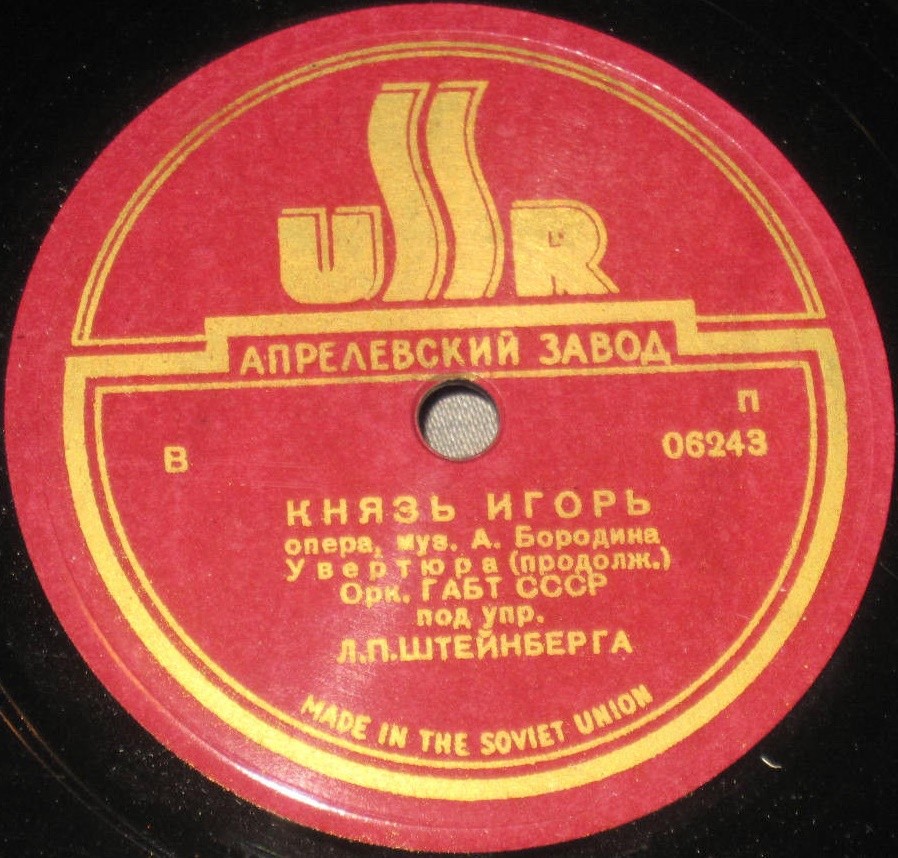 USSR
АПРЕЛЕВСКИЙ ЗАВОД
П
В 06243
КНЯЗЬ ИГОРЬ
опера, муз. А. Бородина
Увертюра (продолж.)
Орк. ГАБТ СССР
под упр.
Л.П.ШТЕЙНБЕРГА
MADE IN THE SOVIET UNION